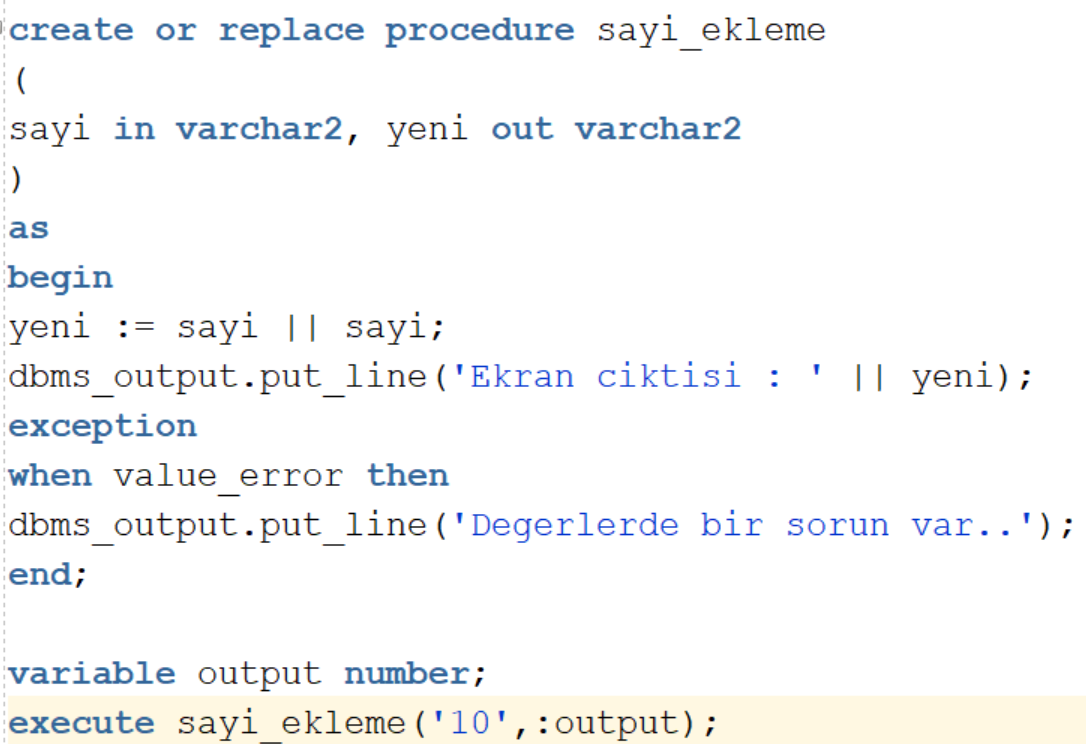 create or replace procedure sayi_ekleme
(
sayi in varchar2, yeni out varchar2
)
as
begin
yeni := sayi || sayi;
dbms_output.put_line('Ekran ciktisi : ' || yeni);
exception
when value_error then
dbms_output.put_line('Degerlerde bir sorun var..');
end;
variable output number;
execute sayi_ekleme('10',:output);